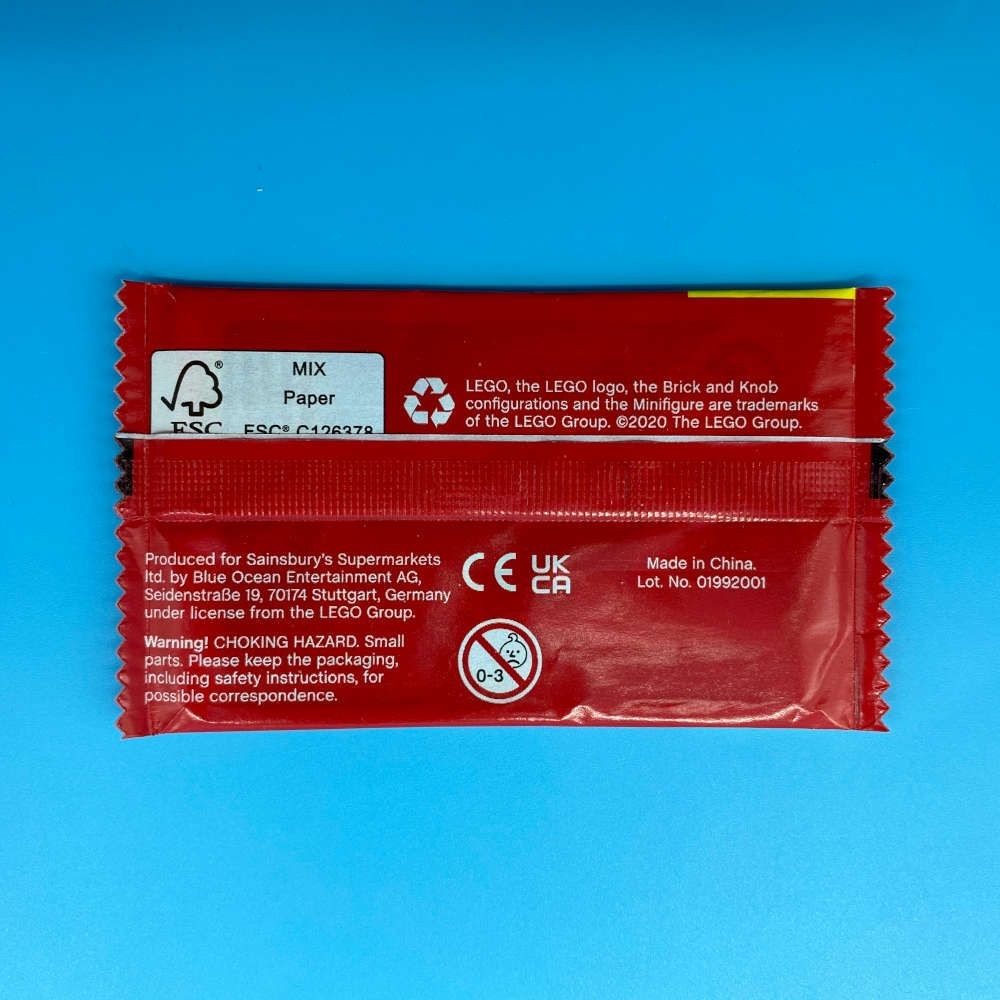 ®
MIX
Paper
FSC
FSC® C126378
LEGO, the LEGO logo, the Brick and Knob
configurations and the Minifigure are trademarks
of the LEGO Group. ©2020 The LEGO Group.
Produced for Sainsbury's Supermarkets
ltd. by Blue Ocean Entertainment AG,
Seidenstraße 19, 70174 Stuttgart, Germany
under license from the LEGO Group.
CE
UK
CA
Made in China.
Lot. No. 01992001
Warning! CHOKING HAZARD. Small
parts. Please keep the packaging,
including safety instructions, for
possible correspondence.
0-3